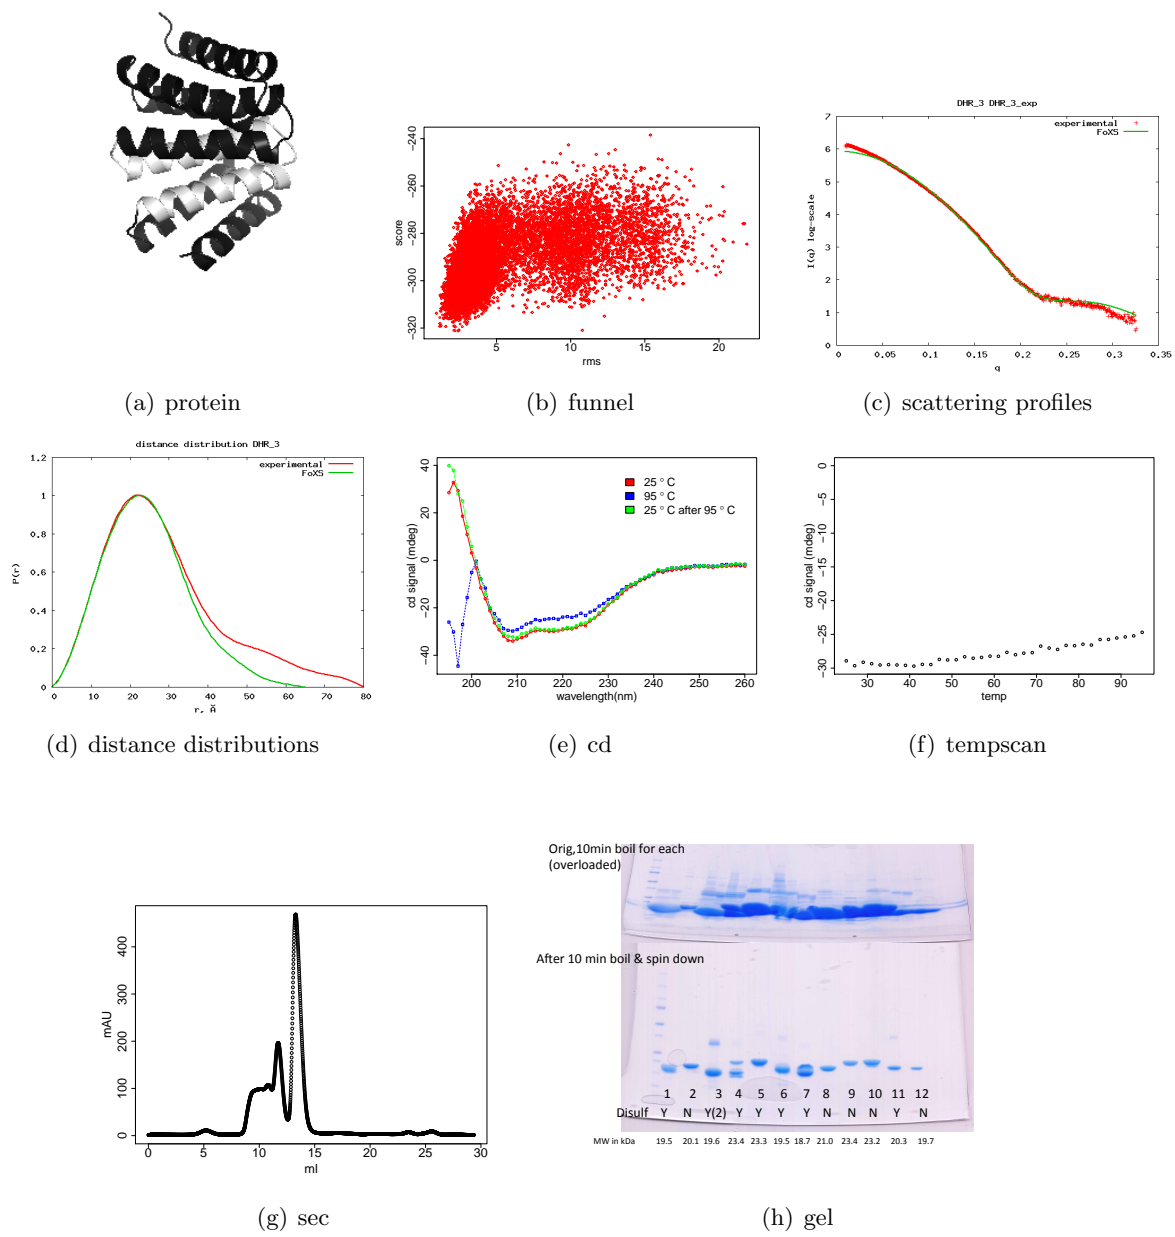 (a) protein
-240
-260
-280
-300
-320
score
5
10
15
20
rms
(b) funnel
DHR_3 DHR_3_exp
experimental
FoXS
7
6
5
4
3
2
1
0
I(q) log-scale
0
0.05
0.1
0.15
0.2
0.25
0.3
0.35
q
(c) scattering profiles
distance distribution DHR_3
experimental
FoXS
1.2
1
0.8
0.6
0.4
0.2
0
P(r)
0
10
20
30
40
50
60
70
80
r, Å
(d) distance distributions
40
20
0
-20
-40
cd signal (mdeg)
25 ° C
95 ° C
25 ° C after 95 ° C
200
210
220
230
240
250
260
wavelength(nm)
(e) cd
0
-5
-10
-15
-20
-25
-30
cd signal (mdeg)
30
40
50
60
70
80
90
temp
(f) tempscan
400
300
200
100
0
mAU
0
5
10
15
20
25
30
ml
(g) sec
Orig,10min boil for each
(overloaded)
After 10 min boil & spin down
1 2 3 4 5 6 7 8 9 10 11 12
Disulf Y N Y(2) Y Y Y Y N N N Y N
MW in kDa 19.5 20.1 19.6 23.4 23.3 19.5 18.7 21.0 23.4 23.2 20.3 19.7
(h) gel